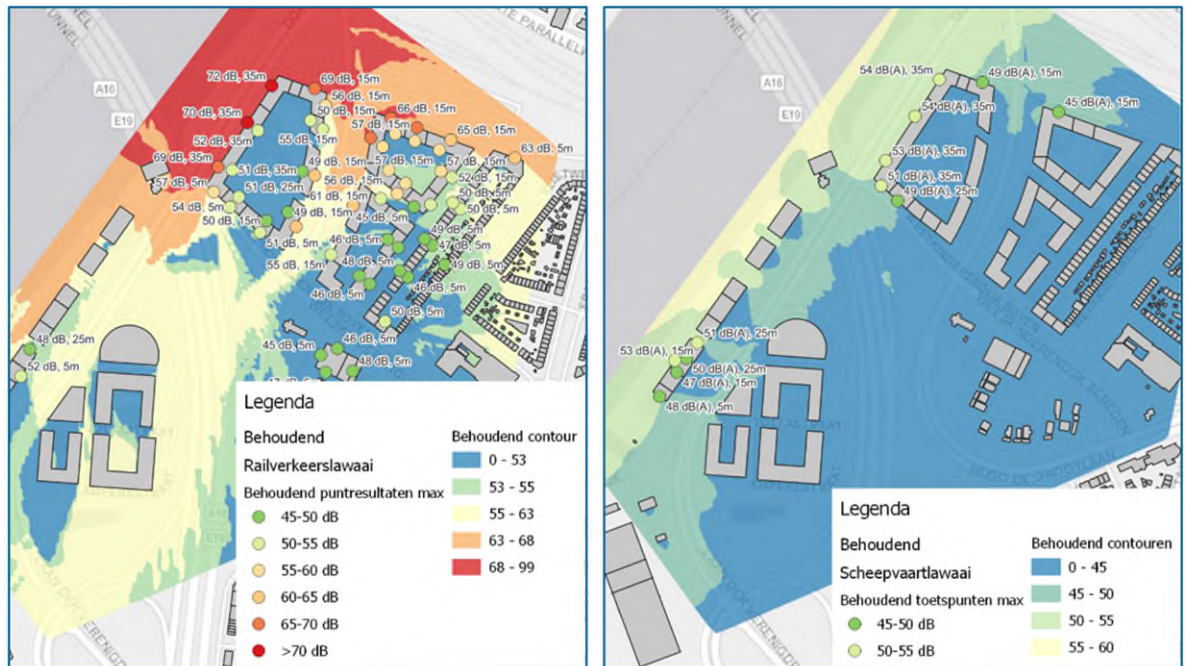 TUNNEL
TE PARALLELW
A16
E19
72 dB, 35m
69 dB, 15m
56 dB, 15m
50 dB, 15m
66 dB, 15m
70 dB, 35m
57 dB, 15m
65 dB, 15m
52 dB, 35m
55 dB, 15m
63 dB, 5m
69 dB, 35m
49 dB, 15m
57 dB, 15m
57 dB, 15m
51 dB, 35m
57 dB, 5m
56 dB, 15m
52 dB, 15m
51 dB, 25m
61 dB, 15m
50 dB, 5m
54 dB, 5m
50 dB, 15m
49 dB, 15m
45 dB, 5m
50 dB, 5m
51 dB, 5m
46 dB, 5m
49 dB, 5m
47 dB, 5m
55 dB, 15m
48 dB, 5m
49 dB, 5m
46 dB, 5m
46 dB, 5m
50 dB, 5m
48 dB, 25m
45 dB, 5m
46 dB, 5m
52 dB, 5m
48 dB, 5m
Legenda
Behoudend
Railverkeerslawaai
Behoudend puntresultaten max
45-50 dB
50-55 dB
55-60 dB
60-65 dB
65-70 dB
>70 dB
Behoudend contour
0 - 53
53 - 55
55 - 63
63 - 68
68 - 99
A16
E19
TUNNEL
54 dB(A), 35m
49 dB(A), 15m
54 dB(A), 35m
45 dB(A), 15m
53 dB(A), 35m
51 dB(A), 35m
49 dB(A), 25m
51 dB(A), 25m
53 dB(A), 15m
50 dB(A), 25m
47 dB(A), 15m
48 dB(A), 5m
Legenda
Behoudend
Scheepvaartlawaai
Behoudend toetspunten max
45-50 dB
50-55 dB
Behoudend contouren
0 - 45
45 - 50
50 - 55
55 - 60